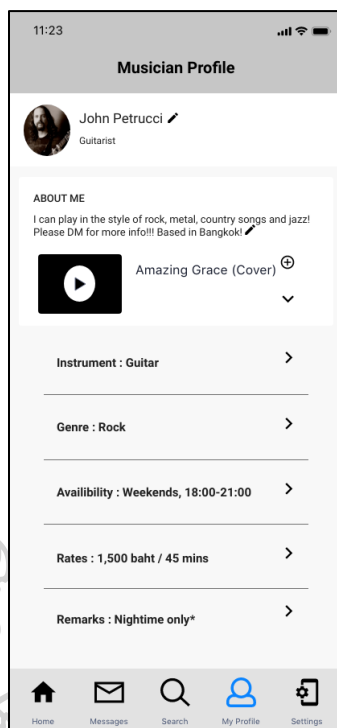 11:23
Musician Profile
John Petrucci
Guitarist
ABOUT ME
I can play in the style of rock, metal, country songs and jazz!
Please DM for more info!!! Based in Bangkok!
Amazing Grace (Cover)
Instrument : Guitar
Genre : Rock
Availibility : Weekends, 18:00-21:00
Rates : 1,500 baht / 45 mins
Remarks : Nightime only*
Home Messages Search My Profile Settings